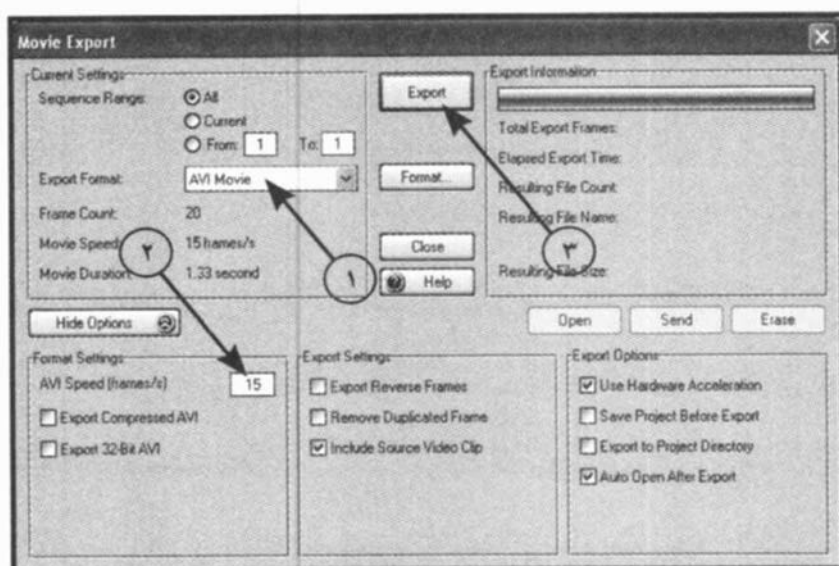 Movie Export
Current Settings
Sequence Range: All
Current
From: 1 To: 1
Export Format: AVI Movie
Frame Count: 20
Movie Speed: 15 frames/s
Movie Duration: 1.33 second
Export
Format...
Close
Help
Export Information
Total Export Frames:
Elapsed Export Time:
Resulting File Count:
Resulting File Name:
Resulting File Size:
۱
۲
۳
Hide Options
Open Send Erase
Format Settings
AVI Speed (frames/s) 15
Export Compressed AVI
Export 32-Bit AVI
Export Settings
Export Reverse Frames
Remove Duplicated Frame
Include Source Video Clip
Export Options
Use Hardware Acceleration
Save Project Before Export
Export to Project Directory
Auto Open After Export